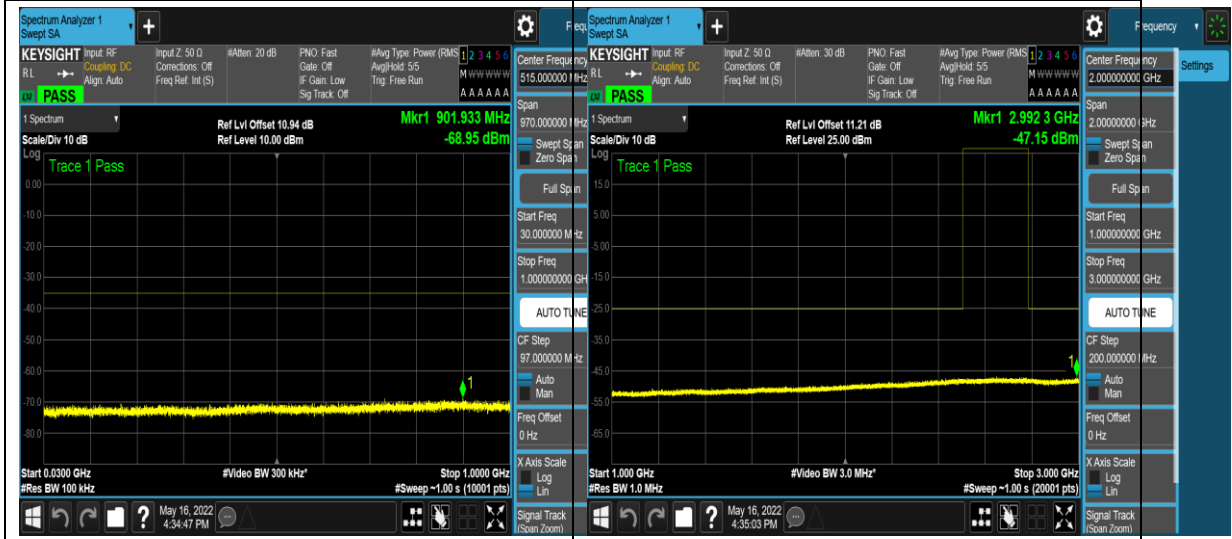 Spectrum Analyzer 1
Swept SA
KEYSIGHT
RL
Input: RF
Coupling: DC
Align: Auto
Input Z: 50 Ω
Corrections: Off
Freq Ref: Int (S)
#Atten: 20 dB
PNO: Fast
Gate: Off
IF Gain: Low
Sig Track: Off
#Avg Type: Power (RMS
Avg|Hold: 5/5
Trig: Free Run
1 2 3 4 5 6
M W W W W W
A A A A A A
PASS
1 Spectrum
Scale/Div 10 dB
Ref Lvl Offset 10.94 dB
Ref Level 10.00 dBm
Mkr1 901.933 MHz
-68.95 dBm
Log
Trace 1 Pass
0.00
-10.0
-20.0
-30.0
-40.0
-50.0
-60.0
-70.0
-80.0
1
Start 0.0300 GHz
#Res BW 100 kHz
#Video BW 300 kHz*
Stop 1.0000 GHz
#Sweep ~1.00 s (10001 pts)
May 16, 2022
4:34:47 PM
Center Frequency
515.000000 MHz
Span
970.000000 MHz
Swept Span
Zero Span
Full Span
Start Freq
30.000000 MHz
Stop Freq
1.000000000 GH
AUTO TUNE
CF Step
97.000000 MHz
Auto
Man
Freq Offset
0 Hz
X Axis Scale
Log
Lin
Signal Track
(Span Zoom)
Spectrum Analyzer 1
Swept SA
KEYSIGHT
RL
Input: RF
Coupling: DC
Align: Auto
Input Z: 50 Ω
Corrections: Off
Freq Ref: Int (S)
#Atten: 30 dB
PNO: Fast
Gate: Off
IF Gain: Low
Sig Track: Off
#Avg Type: Power (RMS
Avg|Hold: 5/5
Trig: Free Run
1 2 3 4 5 6
M W W W W W
A A A A A A
PASS
1 Spectrum
Scale/Div 10 dB
Ref Lvl Offset 11.21 dB
Ref Level 25.00 dBm
Mkr1 2.992 3 GHz
-47.15 dBm
Log
Trace 1 Pass
15.0
5.00
-5.00
-15.0
-25.0
-35.0
-45.0
-55.0
-65.0
1
Start 1.000 GHz
#Res BW 1.0 MHz
#Video BW 3.0 MHz*
Stop 3.000 GHz
#Sweep ~1.00 s (20001 pts)
May 16, 2022
4:35:03 PM
Frequency
Settings
Center Frequency
2.000000000 GHz
Span
2.00000000 GHz
Swept Span
Zero Span
Full Span
Start Freq
1.000000000 GHz
Stop Freq
3.000000000 GHz
AUTO TUNE
CF Step
200.000000 MHz
Auto
Man
Freq Offset
0 Hz
X Axis Scale
Log
Lin
Signal Track
(Span Zoom)